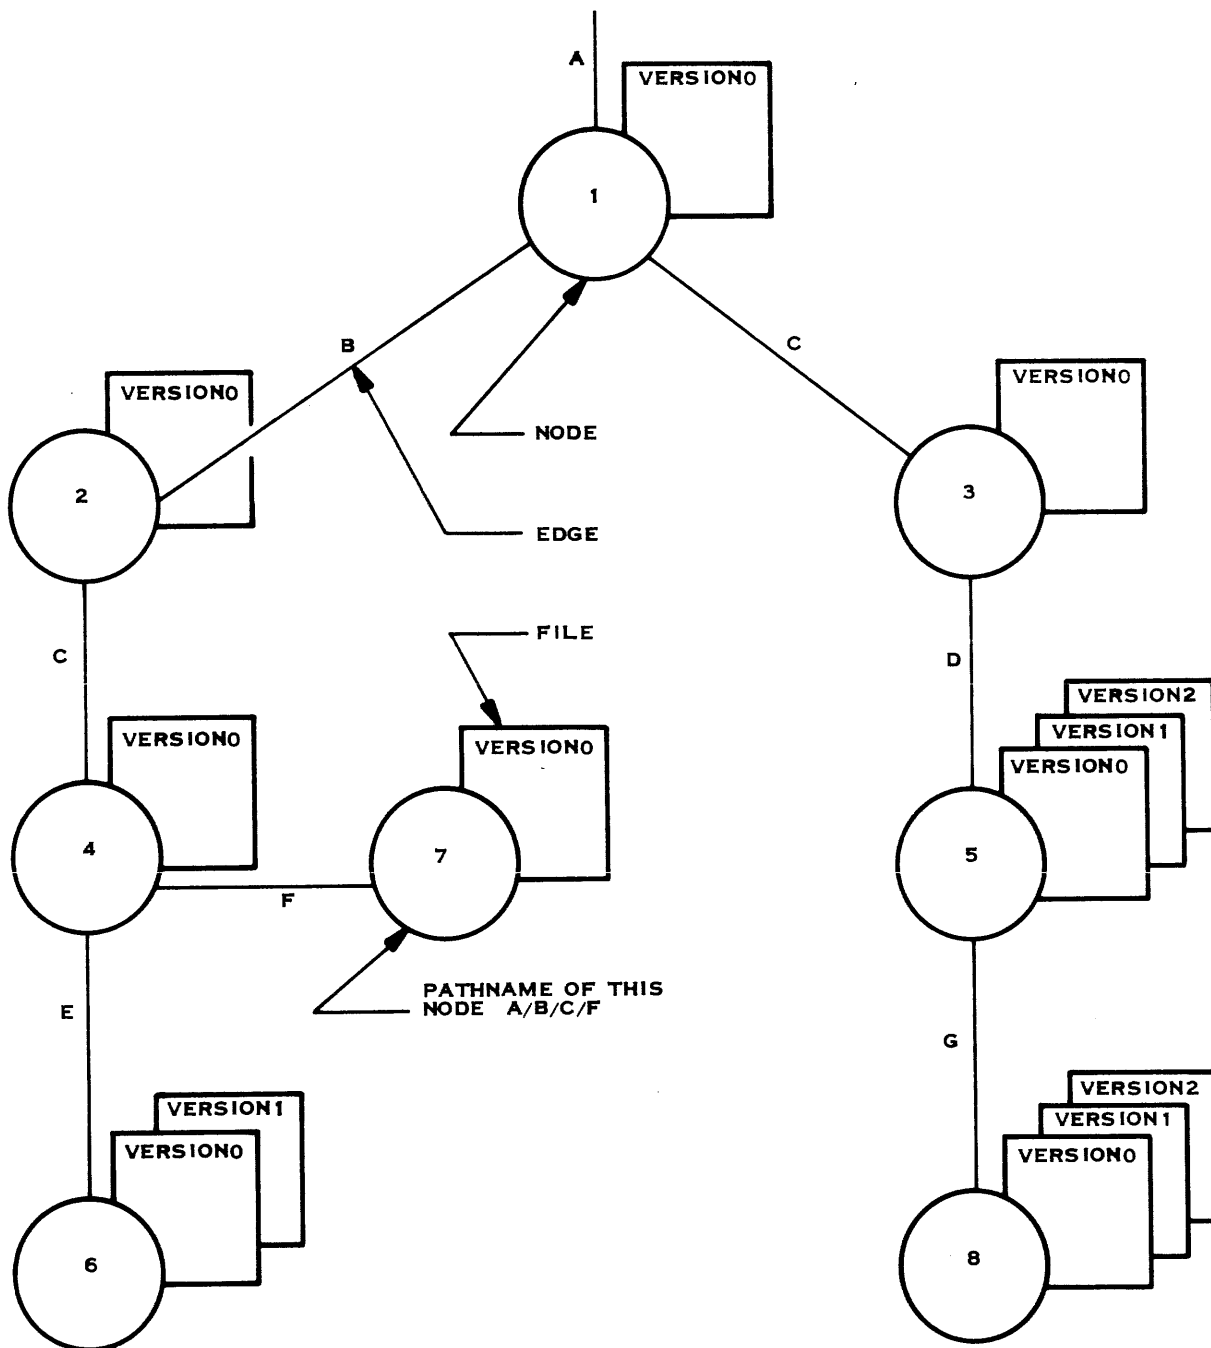 A
VERSION0
1
B
C
VERSION0
VERSION0
NODE
2
3
EDGE
FILE
C
D
VERSION2
VERSION0
VERSION0
VERSION1
VERSION0
4
7
5
F
PATHNAME OF THIS
NODE A/B/C/F
E
G
VERSION1
VERSION2
VERSION0
VERSION1
VERSION0
6
8